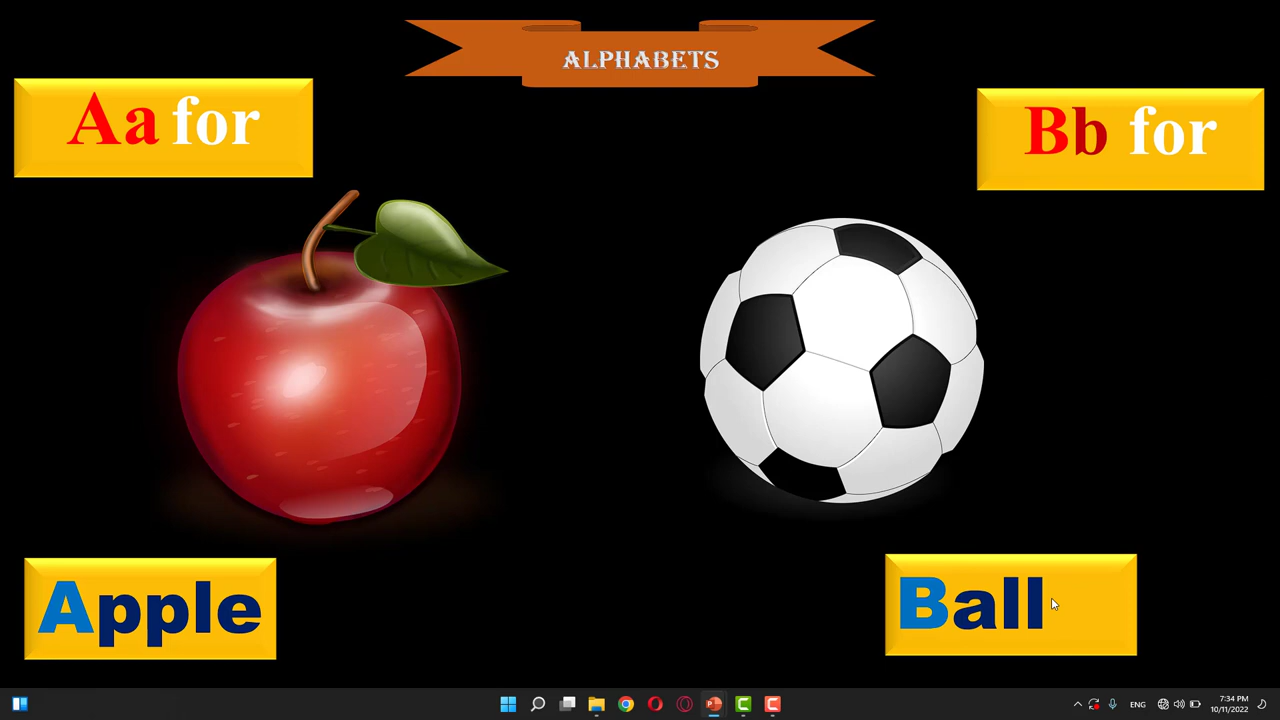 ALPHABETS
Aa for
Bb for
Apple
Ball
ENG
7:34 PM
10/11/2022